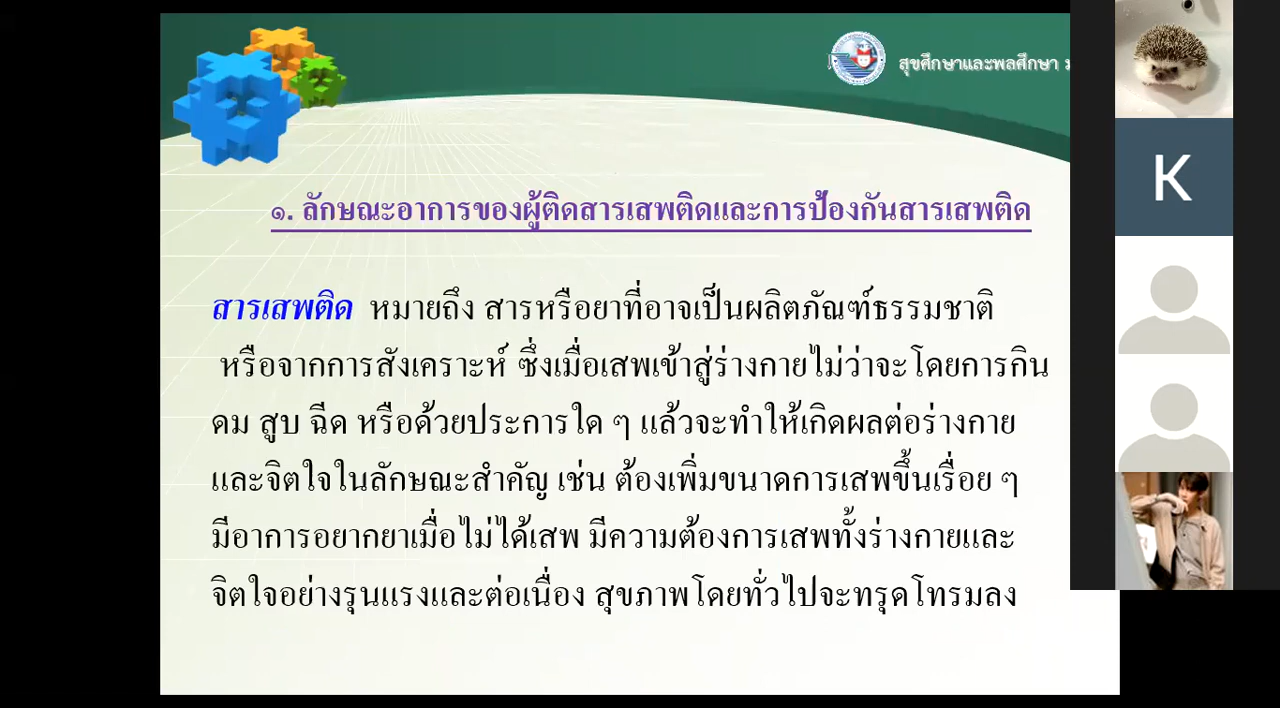 สุขศึกษาและพลศึกษา
๑. ลักษณะอาการของผู้ติดสารเสพติดและการป้องกันสารเสพติด
สารเสพติด หมายถึง สารหรือยาที่อาจเป็นผลิตภัณฑ์ธรรมชาติ
หรือจากการสังเคราะห์ ซึ่งเมื่อเสพเข้าสู่ร่างกายไม่ว่าจะโดยการกิน
ดม สูบ ฉีด หรือด้วยประการใด ๆ แล้วจะทำให้เกิดผลต่อร่างกาย
และจิตใจในลักษณะสำคัญ เช่น ต้องเพิ่มขนาดการเสพขึ้นเรื่อย ๆ
มีอาการอยากยาเมื่อไม่ได้เสพ มีความต้องการเสพทั้งร่างกายและ
จิตใจอย่างรุนแรงและต่อเนื่อง สุขภาพโดยทั่วไปจะทรุดโทรมลง
K